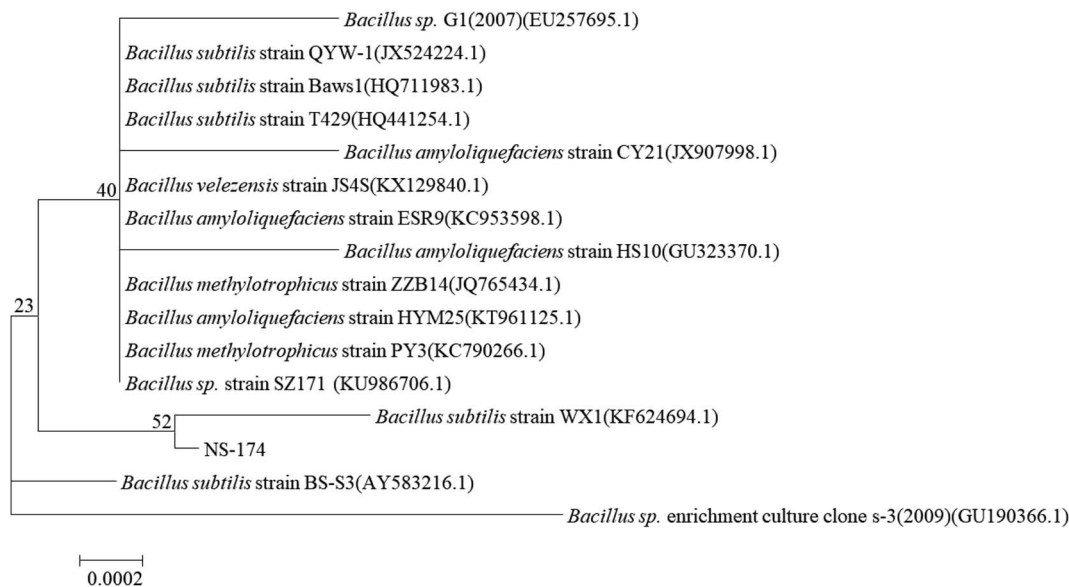 Bacillus sp. G1(2007)(EU257695.1)
Bacillus subtilis strain QYW-1(JX524224.1)
Bacillus subtilis strain Baws1(HQ711983.1)
Bacillus subtilis strain T429(HQ441254.1)
Bacillus amyloliquefaciens strain CY21(JX907998.1)
40
Bacillus velezensis strain JS4S(KX129840.1)
Bacillus amyloliquefaciens strain ESR9(KC953598.1)
Bacillus amyloliquefaciens strain HS10(GU323370.1)
Bacillus methylotrophicus strain ZZB14(JQ765434.1)
23
Bacillus amyloliquefaciens strain HYM25(KT961125.1)
Bacillus methylotrophicus strain PY3(KC790266.1)
Bacillus sp. strain SZ171 (KU986706.1)
52
Bacillus subtilis strain WX1(KF624694.1)
NS-174
Bacillus subtilis strain BS-S3(AY583216.1)
Bacillus sp. enrichment culture clone s-3(2009)(GU190366.1)
0.0002